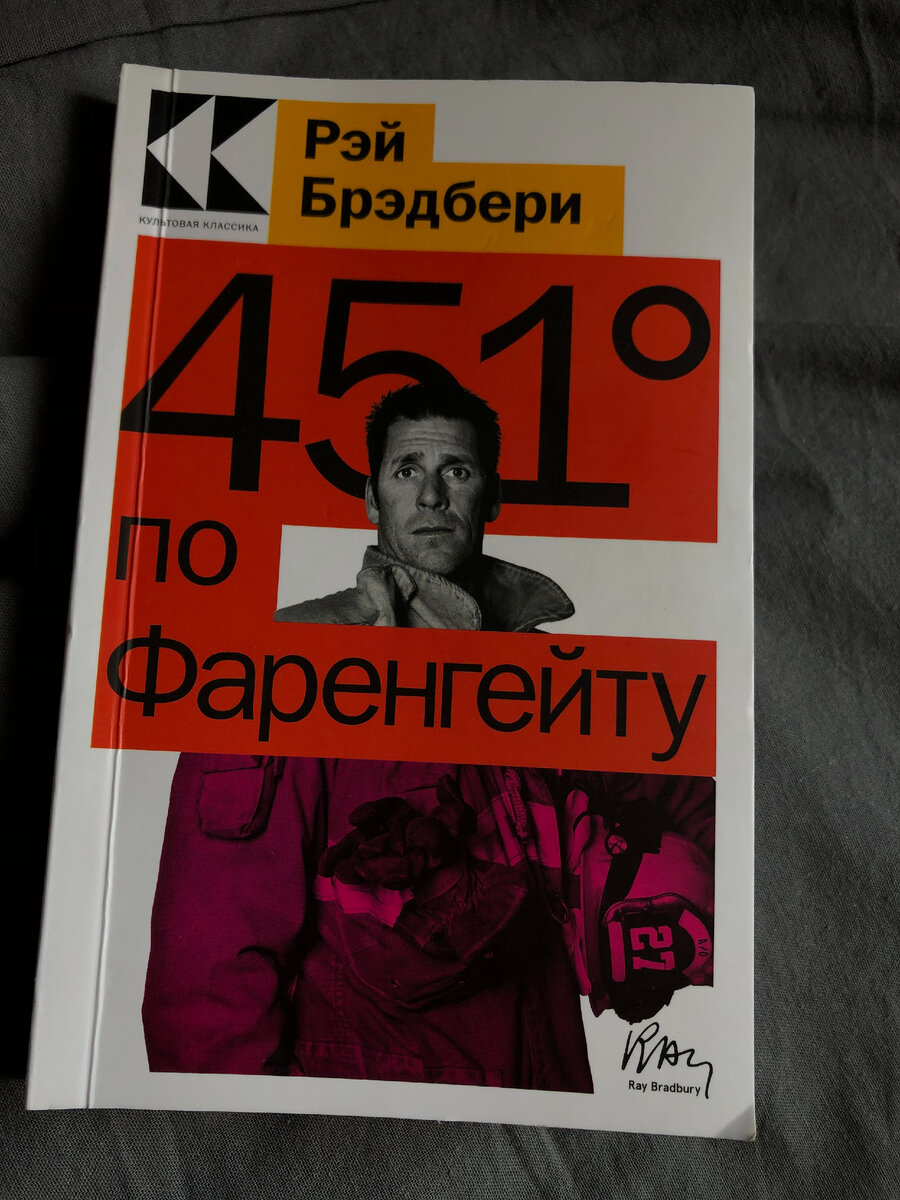 КУЛЬТОВАЯ КЛАССИКА
Рэй
Брэдбери
451°
по
Фаренгейту
27
Ray
Ray Bradbury